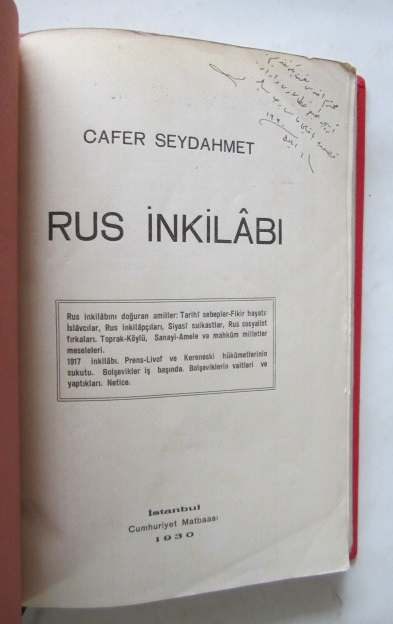 CAFER SEYDAHMET
RUS İNKİLÂBI
Rus inkilâbını doğuran amiller: Tarihî sebepler-Fikir hayatı:
İslâvcılar, Rus inkilâpçıları, Siyasî suikastlar, Rus sosyalist
fırkaları. Toprak-Köylü, Sanayi-Amele ve mahkûm milletler
meseleleri.
1917 inkilâbı. Prens-Livof ve Kereneski hükûmetlerinin
sukutu. Bolşevikler iş başında. Bolşeviklerin vaitleri ve
yaptıkları. Netice.
İstanbul
Cumhuriyet Matbaası
1930